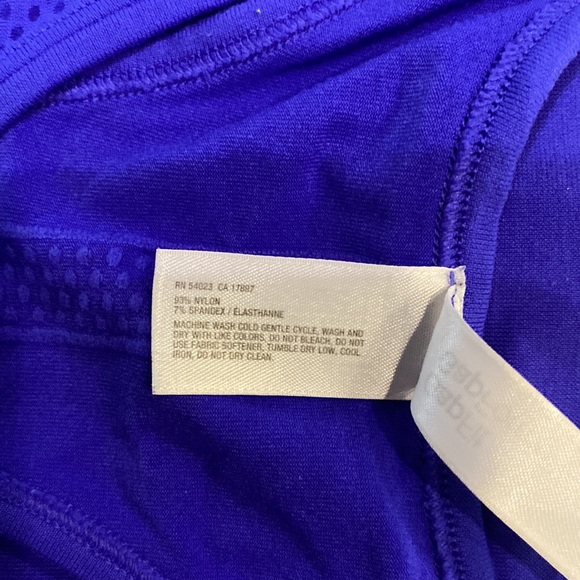 RN 54023 CA 17897
93% NYLON
7% SPANDEX / ÉLASTHANNE
MACHINE WASH COLD GENTLE CYCLE, WASH AND
DRY WITH LIKE COLORS, DO NOT BLEACH, DO NOT
USE FABRIC SOFTENER, TUMBLE DRY LOW, COOL
IRON, DO NOT DRY CLEAN.